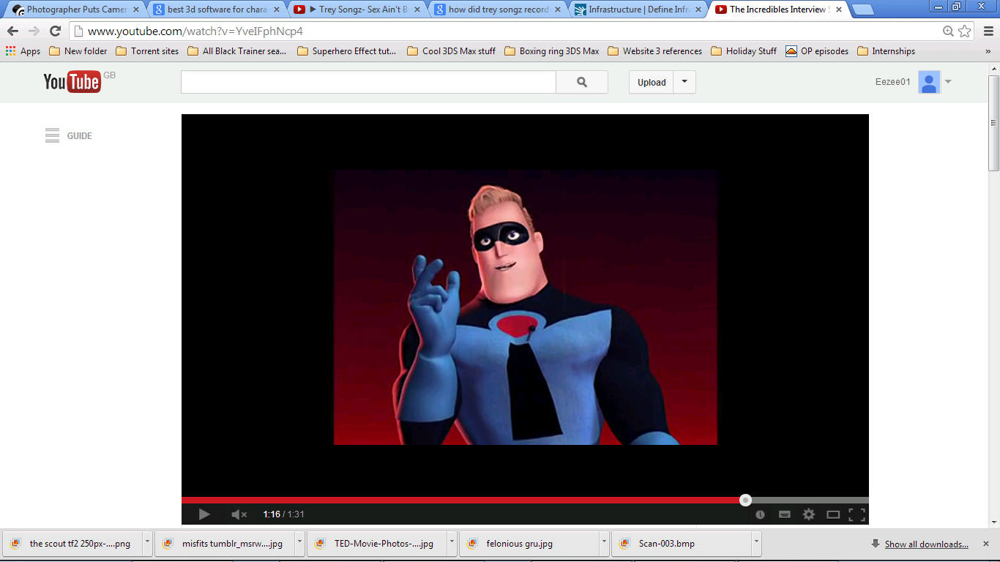 Photographer Puts Camer
best 3d software for chara
▶ Trey Songz- Sex Ain't B
how did trey songz record
Infrastructure | Define Infr
The Incredibles Interview S
www.youtube.com/watch?v=YveIFphNcp4
Apps
New folder
Torrent sites
All Black Trainer sea...
Superhero Effect tut...
Cool 3DS Max stuff
Boxing ring 3DS Max
Website 3 references
Holiday Stuff
OP episodes
Internships
»
YouTube GB
Upload
Eezee01
GUIDE
1:16 / 1:31
the scout tf2 250px-....png
misfits tumblr_msrw....jpg
TED-Movie-Photos-....jpg
felonious gru.jpg
Scan-003.bmp
Show all downloads...